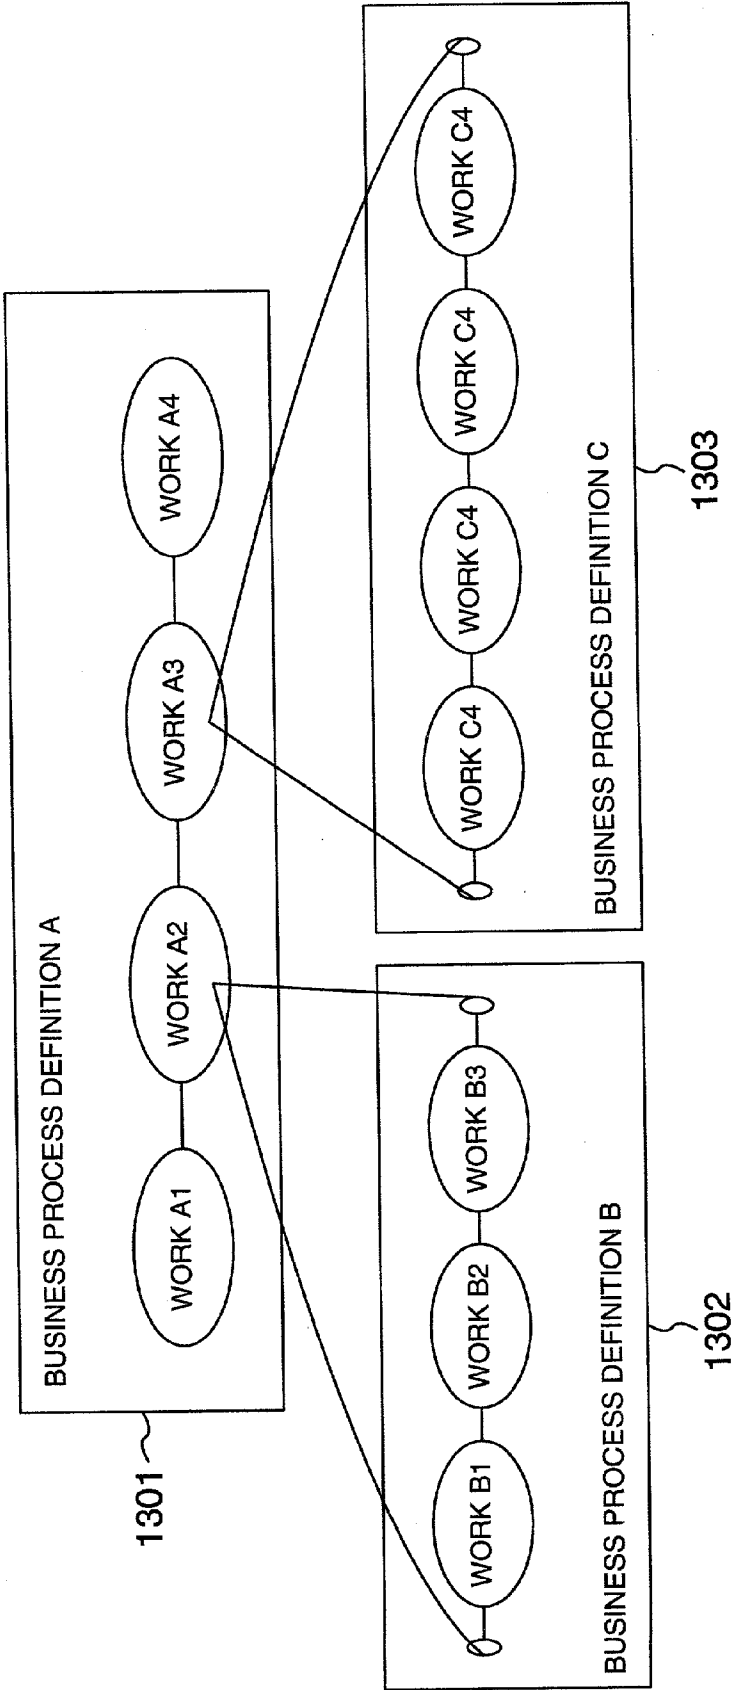 BUSINESS PROCESS DEFINITION A
WORK A1
WORK A2
WORK A3
WORK A4
1301
WORK B1
WORK B2
WORK B3
BUSINESS PROCESS DEFINITION B
1302
WORK C4
WORK C4
WORK C4
WORK C4
BUSINESS PROCESS DEFINITION C
1303